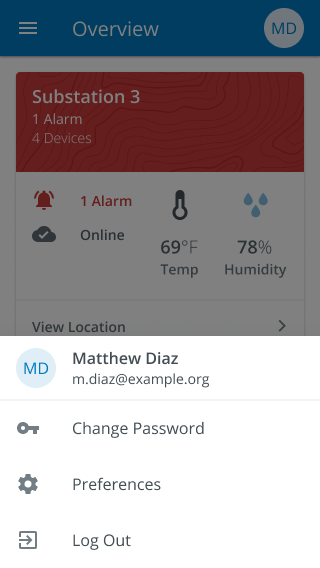 Overview
MD
Substation 3
1 Alarm
4 Devices
1 Alarm
Online
69°F
Temp
78%
Humidity
View Location
MD
Matthew Diaz
m.diaz@example.org
Change Password
Preferences
Log Out